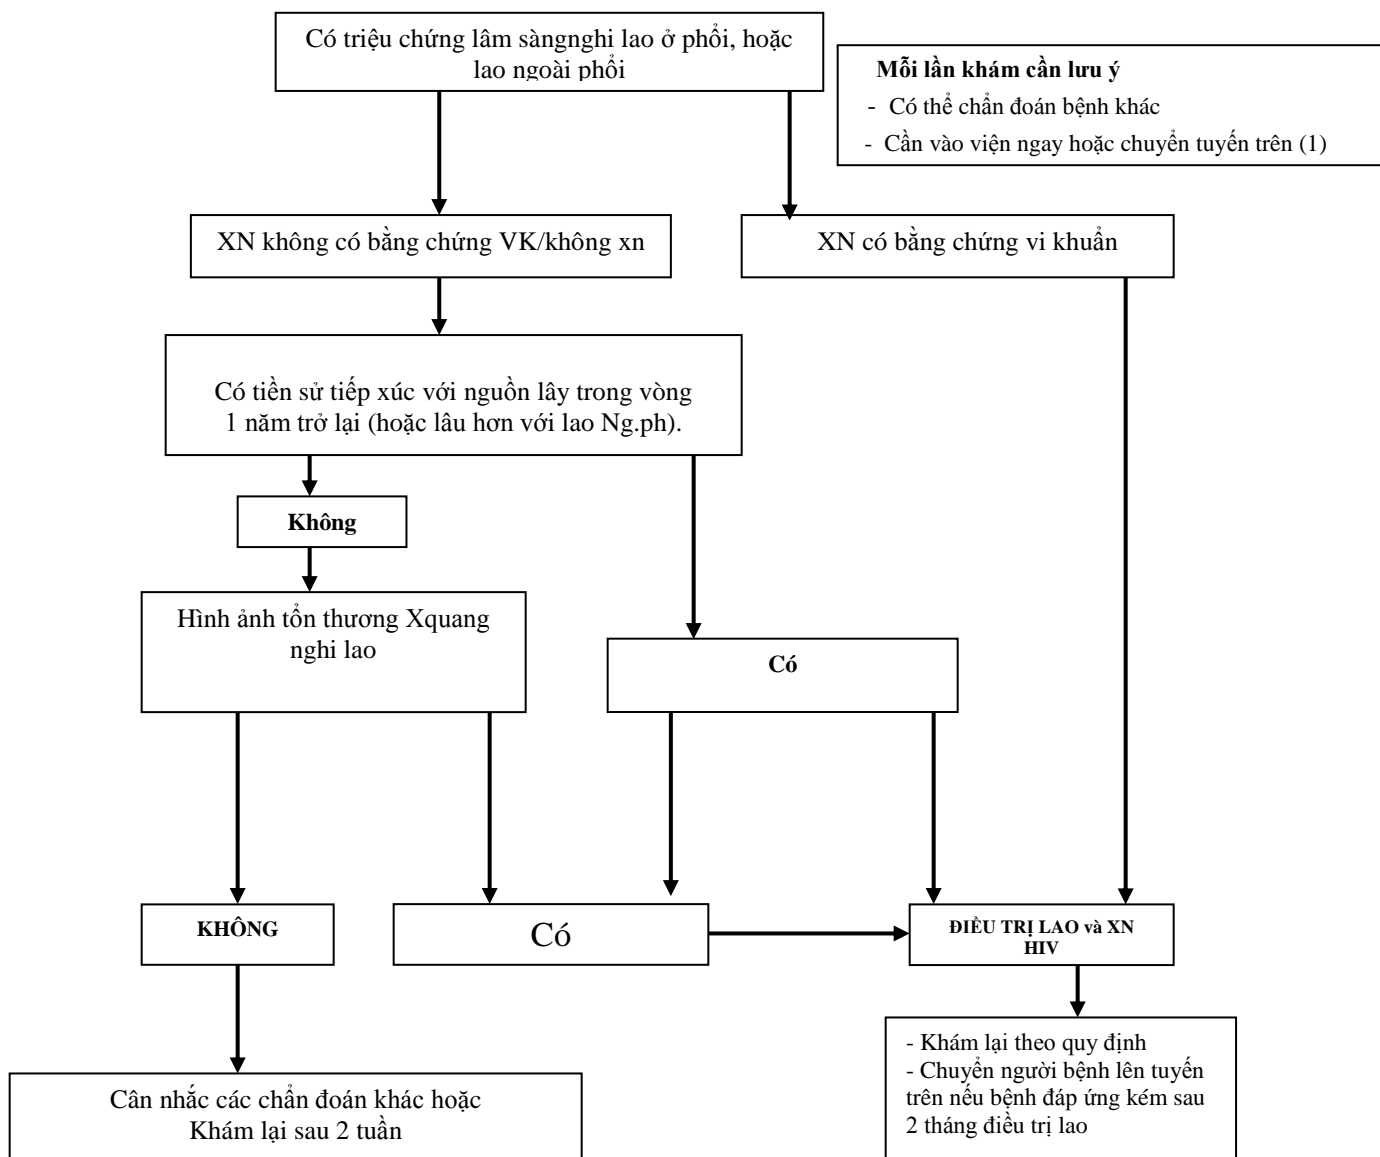 Có triệu chứng lâm sàngnghi lao ở phổi, hoặc
lao ngoài phổi
Mỗi lần khám cần lưu ý
- Có thể chẩn đoán bệnh khác
- Cần vào viện ngay hoặc chuyển tuyến trên (1)
XN không có bằng chứng VK/không xn
XN có bằng chứng vi khuẩn
Có tiền sử tiếp xúc với nguồn lây trong vòng
1 năm trở lại (hoặc lâu hơn với lao Ng.ph).
Không
Hình ảnh tổn thương Xquang
nghi lao
Có
KHÔNG
Có
ĐIỀU TRỊ LAO và XN
HIV
- Khám lại theo quy định
- Chuyển người bệnh lên tuyến
trên nếu bệnh đáp ứng kém sau
2 tháng điều trị lao
Cân nhắc các chẩn đoán khác hoặc
Khám lại sau 2 tuần